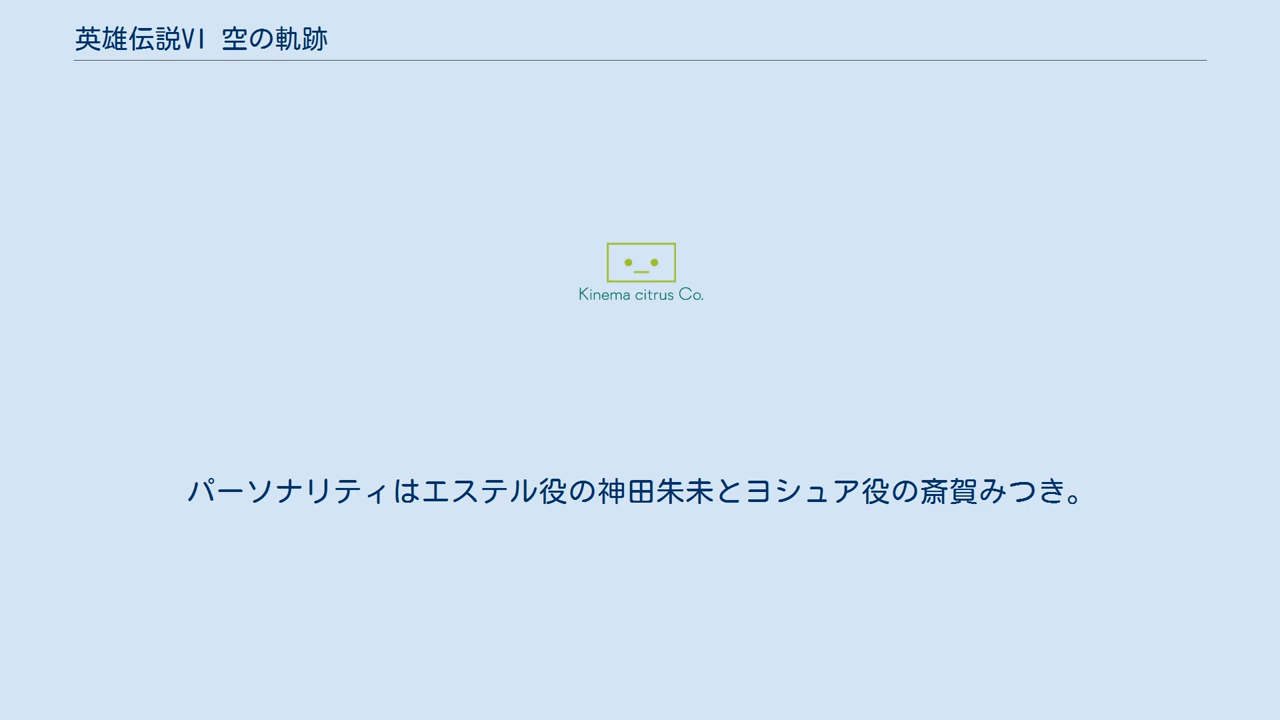 英雄伝説VI 空の軌跡
Kinema citrus Co.
パーソナリティはエステル役の神田朱未とヨシュア役の斎賀みつき。